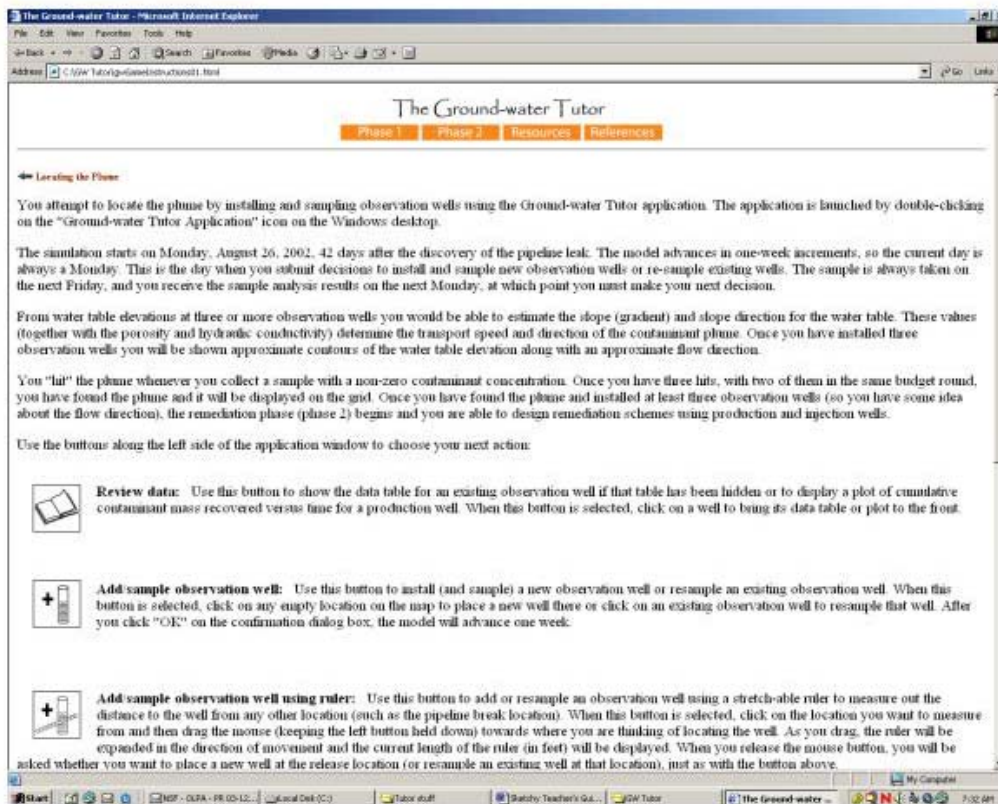 The Ground-water Tutor - Microsoft Internet Explorer
File Edit View Favorites Tools Help
Back Search Favorites Media
Address Go Links
The Ground-water Tutor
Phase 1 Phase 2 Resources References
Locating the Plume
You attempt to locate the plume by installing and sampling observation wells using the Ground-water Tutor application. The application is launched by double-clicking
on the "Ground-water Tutor Application" icon on the Windows desktop.
The simulation starts on Monday, August 26, 2002, 42 days after the discovery of the pipeline leak. The model advances in one-week increments, so the current day is
always a Monday. This is the day when you submit decisions to install and sample new observation wells or re-sample existing wells. The sample is always taken on
the next Friday, and you receive the sample analysis results on the next Monday, at which point you must make your next decision.
From water table elevations at three or more observation wells you would be able to estimate the slope (gradient) and slope direction for the water table. These values
(together with the porosity and hydraulic conductivity) determine the transport speed and direction of the contaminant plume. Once you have installed three
observation wells you will be shown approximate contours of the water table elevation along with an approximate flow direction.
You "hit" the plume whenever you collect a sample with a non-zero contaminant concentration. Once you have three hits, with two of them in the same budget round,
you have found the plume and it will be displayed on the grid. Once you have found the plume and installed at least three observation wells (so you have some idea
about the flow direction), the remediation phase (phase 2) begins and you are able to design remediation schemes using production and injection wells.
Use the buttons along the left side of the application window to choose your next action:
Review data: Use this button to show the data table for an existing observation well if that table has been hidden or to display a plot of cumulative
contaminant mass recovered versus time for a production well. When this button is selected, click on a well to bring its data table or plot to the front.
Add/sample observation well: Use this button to install (and sample) a new observation well or resample an existing observation well. When this
button is selected, click on any empty location on the map to place a new well there or click on an existing observation well to resample that well. After
you click "OK" on the confirmation dialog box, the model will advance one week.
Add/sample observation well using ruler: Use this button to add or resample an observation well using a stretch-able ruler to measure out the
distance to the well from any other location (such as the pipeline break location). When this button is selected, click on the location you want to measure
from and then drag the mouse (keeping the left button held down) towards where you are thinking of locating the well. As you drag, the ruler will be
expanded in the direction of movement and the current length of the ruler (in feet) will be displayed. When you release the mouse button, you will be
asked whether you want to place a new well at the release location (or resample an existing well at that location), just as with the button above.
My Computer
Start NSF - OLPA - PR 03-12... Local Disk (C:) Tutor stuff Sketchy Teacher's Gui... GW Tutor The Ground-water ... 7:32 AM